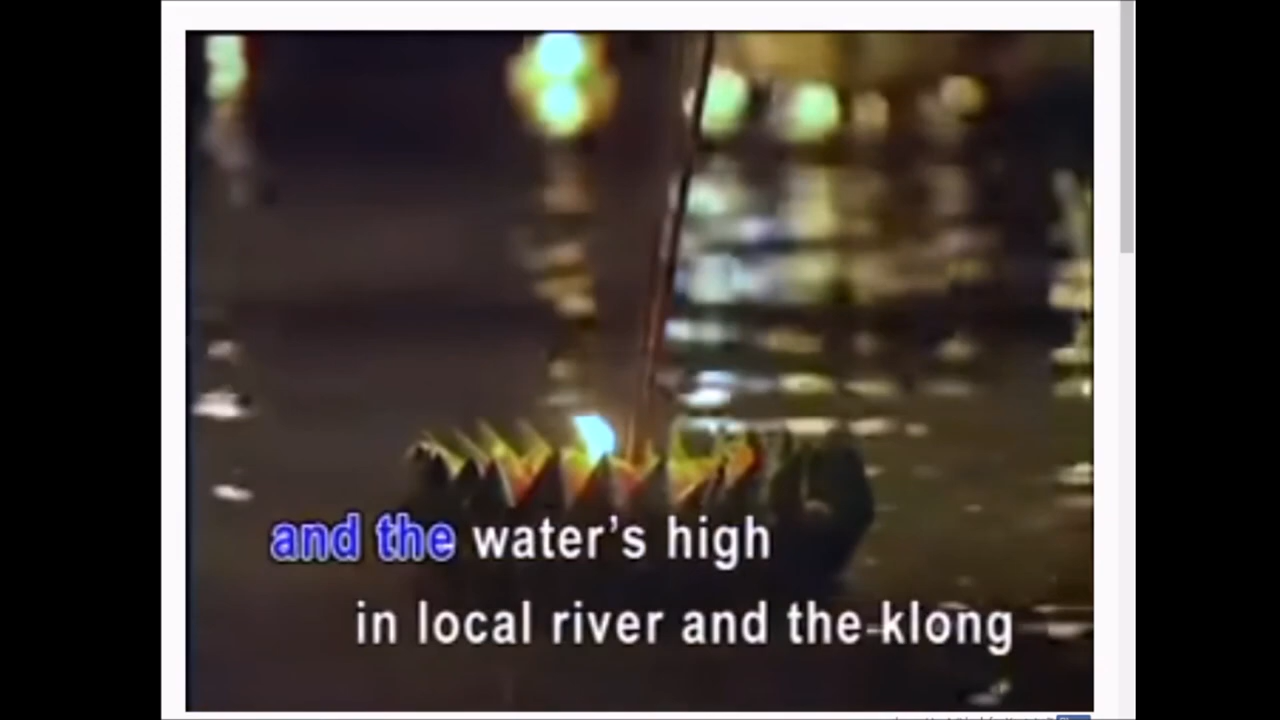 and the water's high
in local river and the klong